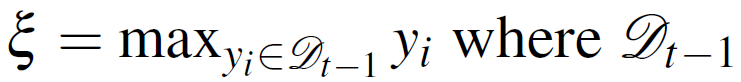 ξ = max_{y_i ∈ 𝒟_{t−1}} y_i where 𝒟_{t−1}